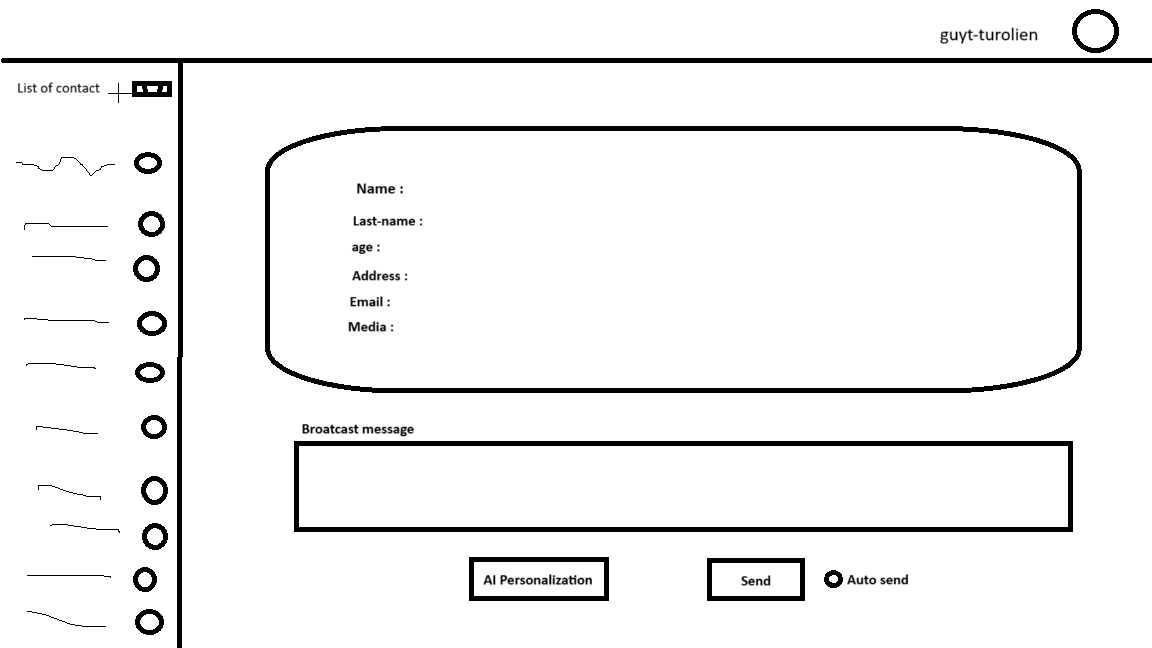 guyt-turolien
List of contact
Name :
Last-name :
age :
Address :
Email :
Media :
Broatcast message
AI Personalization
Send
Auto send